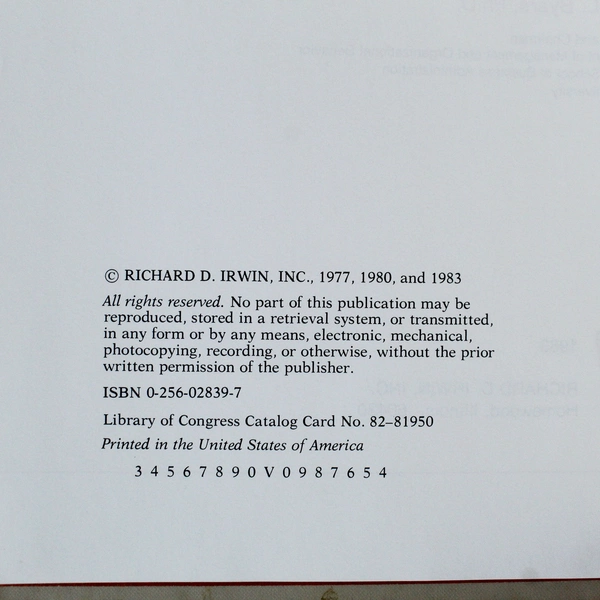 © RICHARD D. IRWIN, INC., 1977, 1980, and 1983
All rights reserved. No part of this publication may be
reproduced, stored in a retrieval system, or transmitted,
in any form or by any means, electronic, mechanical,
photocopying, recording, or otherwise, without the prior
written permission of the publisher.
ISBN 0-256-02839-7
Library of Congress Catalog Card No. 82–81950
Printed in the United States of America
3 4 5 6 7 8 9 0 V 0 9 8 7 6 5 4